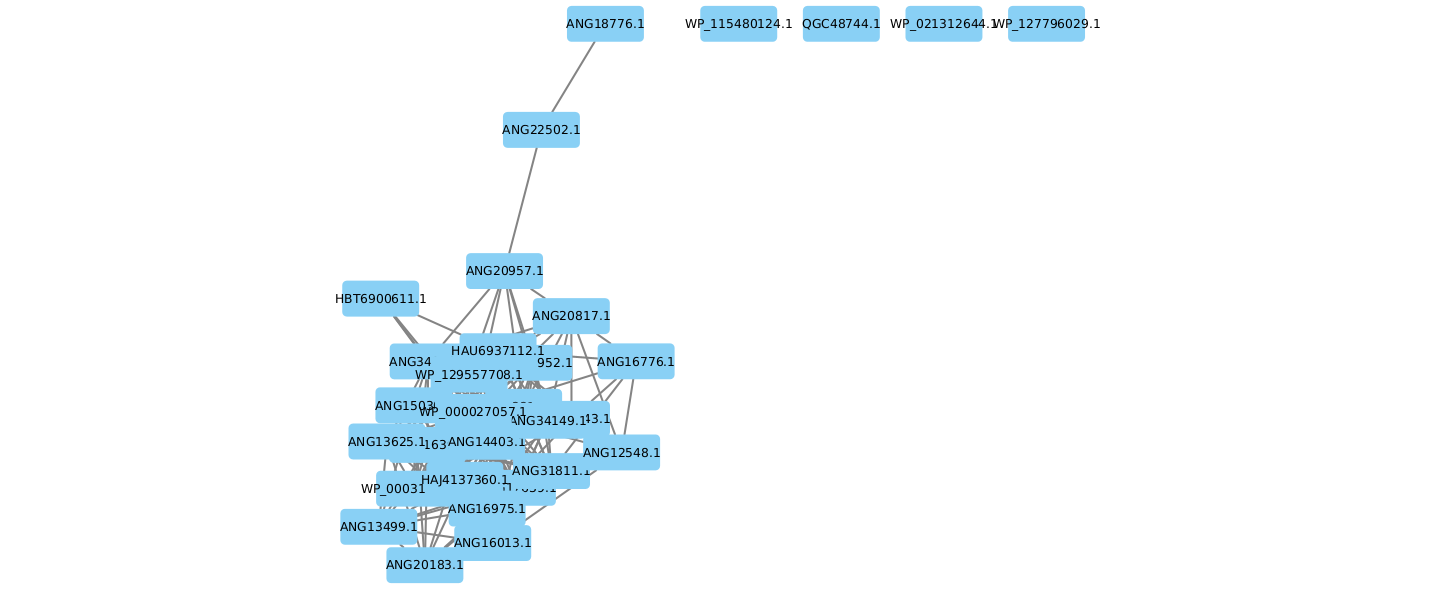 ANG18776.1
WP_115480124.1
QGC48744.1
WP_021312644.1
WP_127796029.1
ANG22502.1
ANG20957.1
HBT6900611.1
ANG20817.1
HAU6937112.1
ANG34
952.1
ANG16776.1
WP_129557708.1
ANG1503
WP_000027057.1
ANG34149.1
43.1
ANG13625.1
163
ANG14403.1
ANG12548.1
ANG31811.1
HAJ4137360.1
WP_00031
ANG16975.1
ANG13499.1
ANG16013.1
ANG20183.1